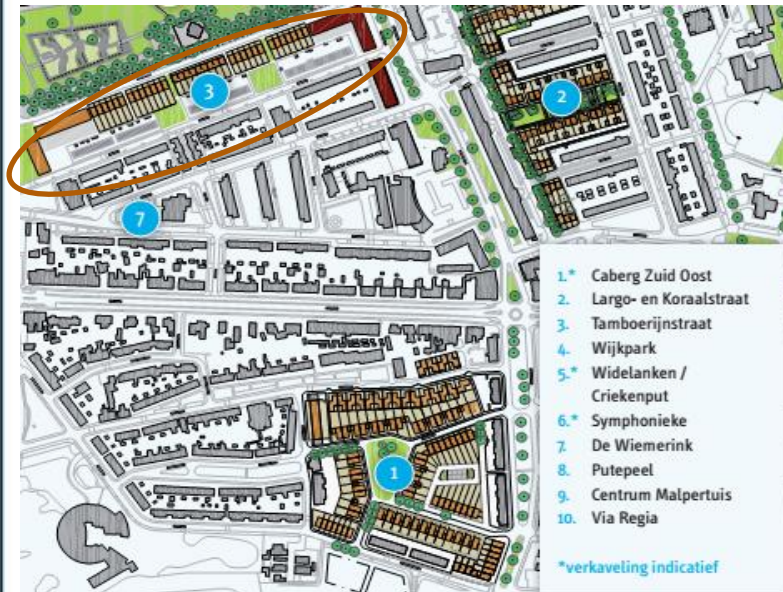 3
2
7
1
1.* Caberg Zuid Oost
2. Largo- en Koraalstraat
3. Tamboerijnstraat
4. Wijkpark
5.* Widelanken /
Criekenput
6.* Symphonieke
7. De Wiemerink
8. Putepeel
9. Centrum Malpertuis
10. Via Regia
*verkaveling indicatief